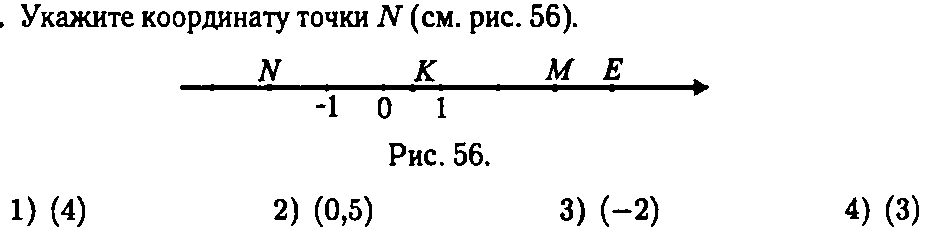 . Укажите координату точки N (см. рис. 56).
N K M E
-1 0 1
Рис. 56.
1) (4) 2) (0,5) 3) (−2) 4) (3)